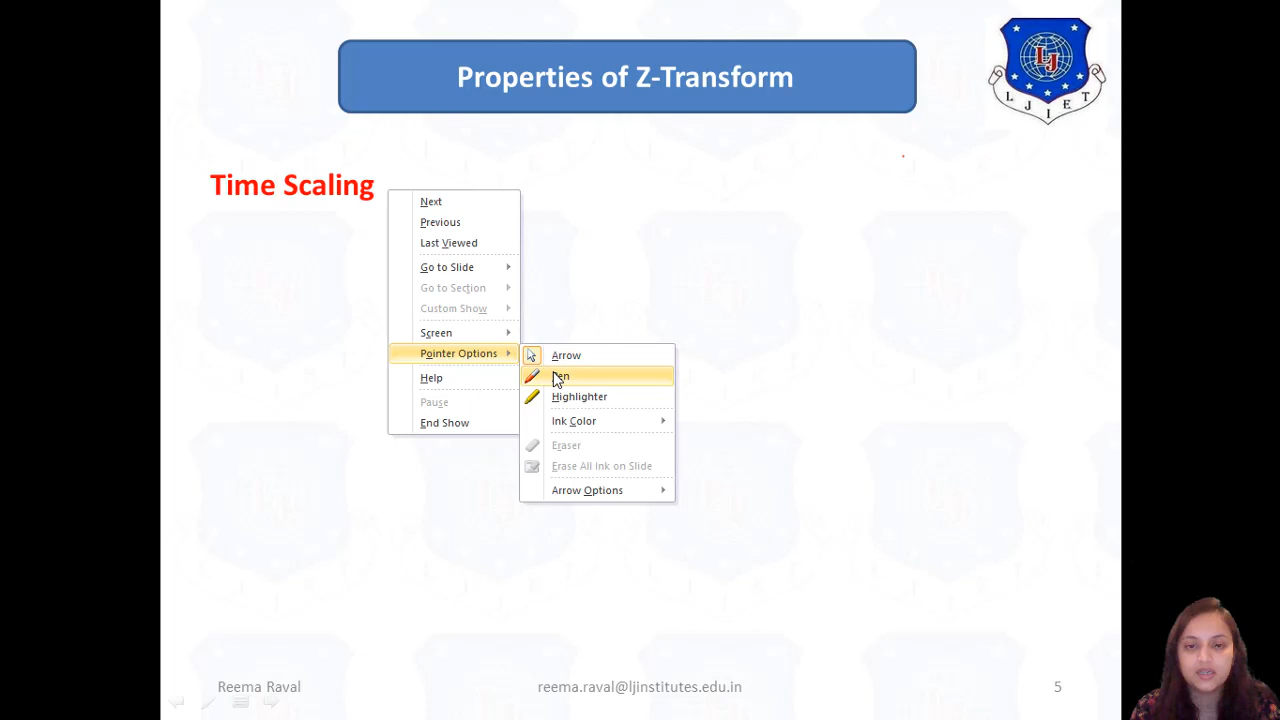 Properties of Z-Transform
LJ
L J I E T
Time Scaling
Next
Previous
Last Viewed
Go to Slide
Go to Section
Custom Show
Screen
Pointer Options
Help
Pause
End Show
Arrow
Pen
Highlighter
Ink Color
Eraser
Erase All Ink on Slide
Arrow Options
Reema Raval
reema.raval@ljinstitutes.edu.in
5